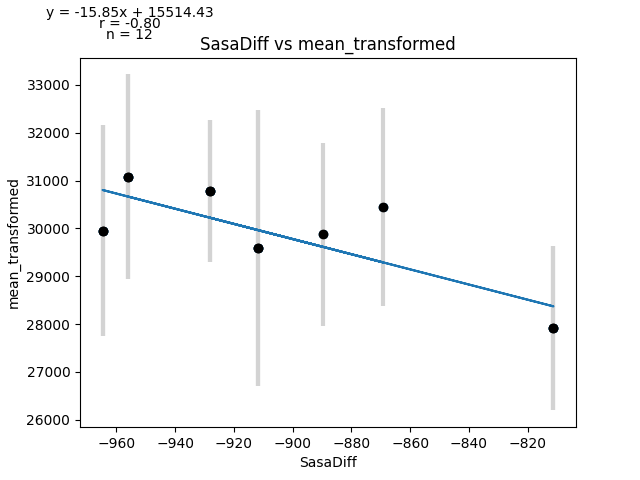 y = -15.85x + 15514.43
r = -0.80
n = 12
SasaDiff vs mean_transformed
33000
32000
31000
30000
29000
28000
27000
26000
mean_transformed
−960 −940 −920 −900 −880 −860 −840 −820
SasaDiff